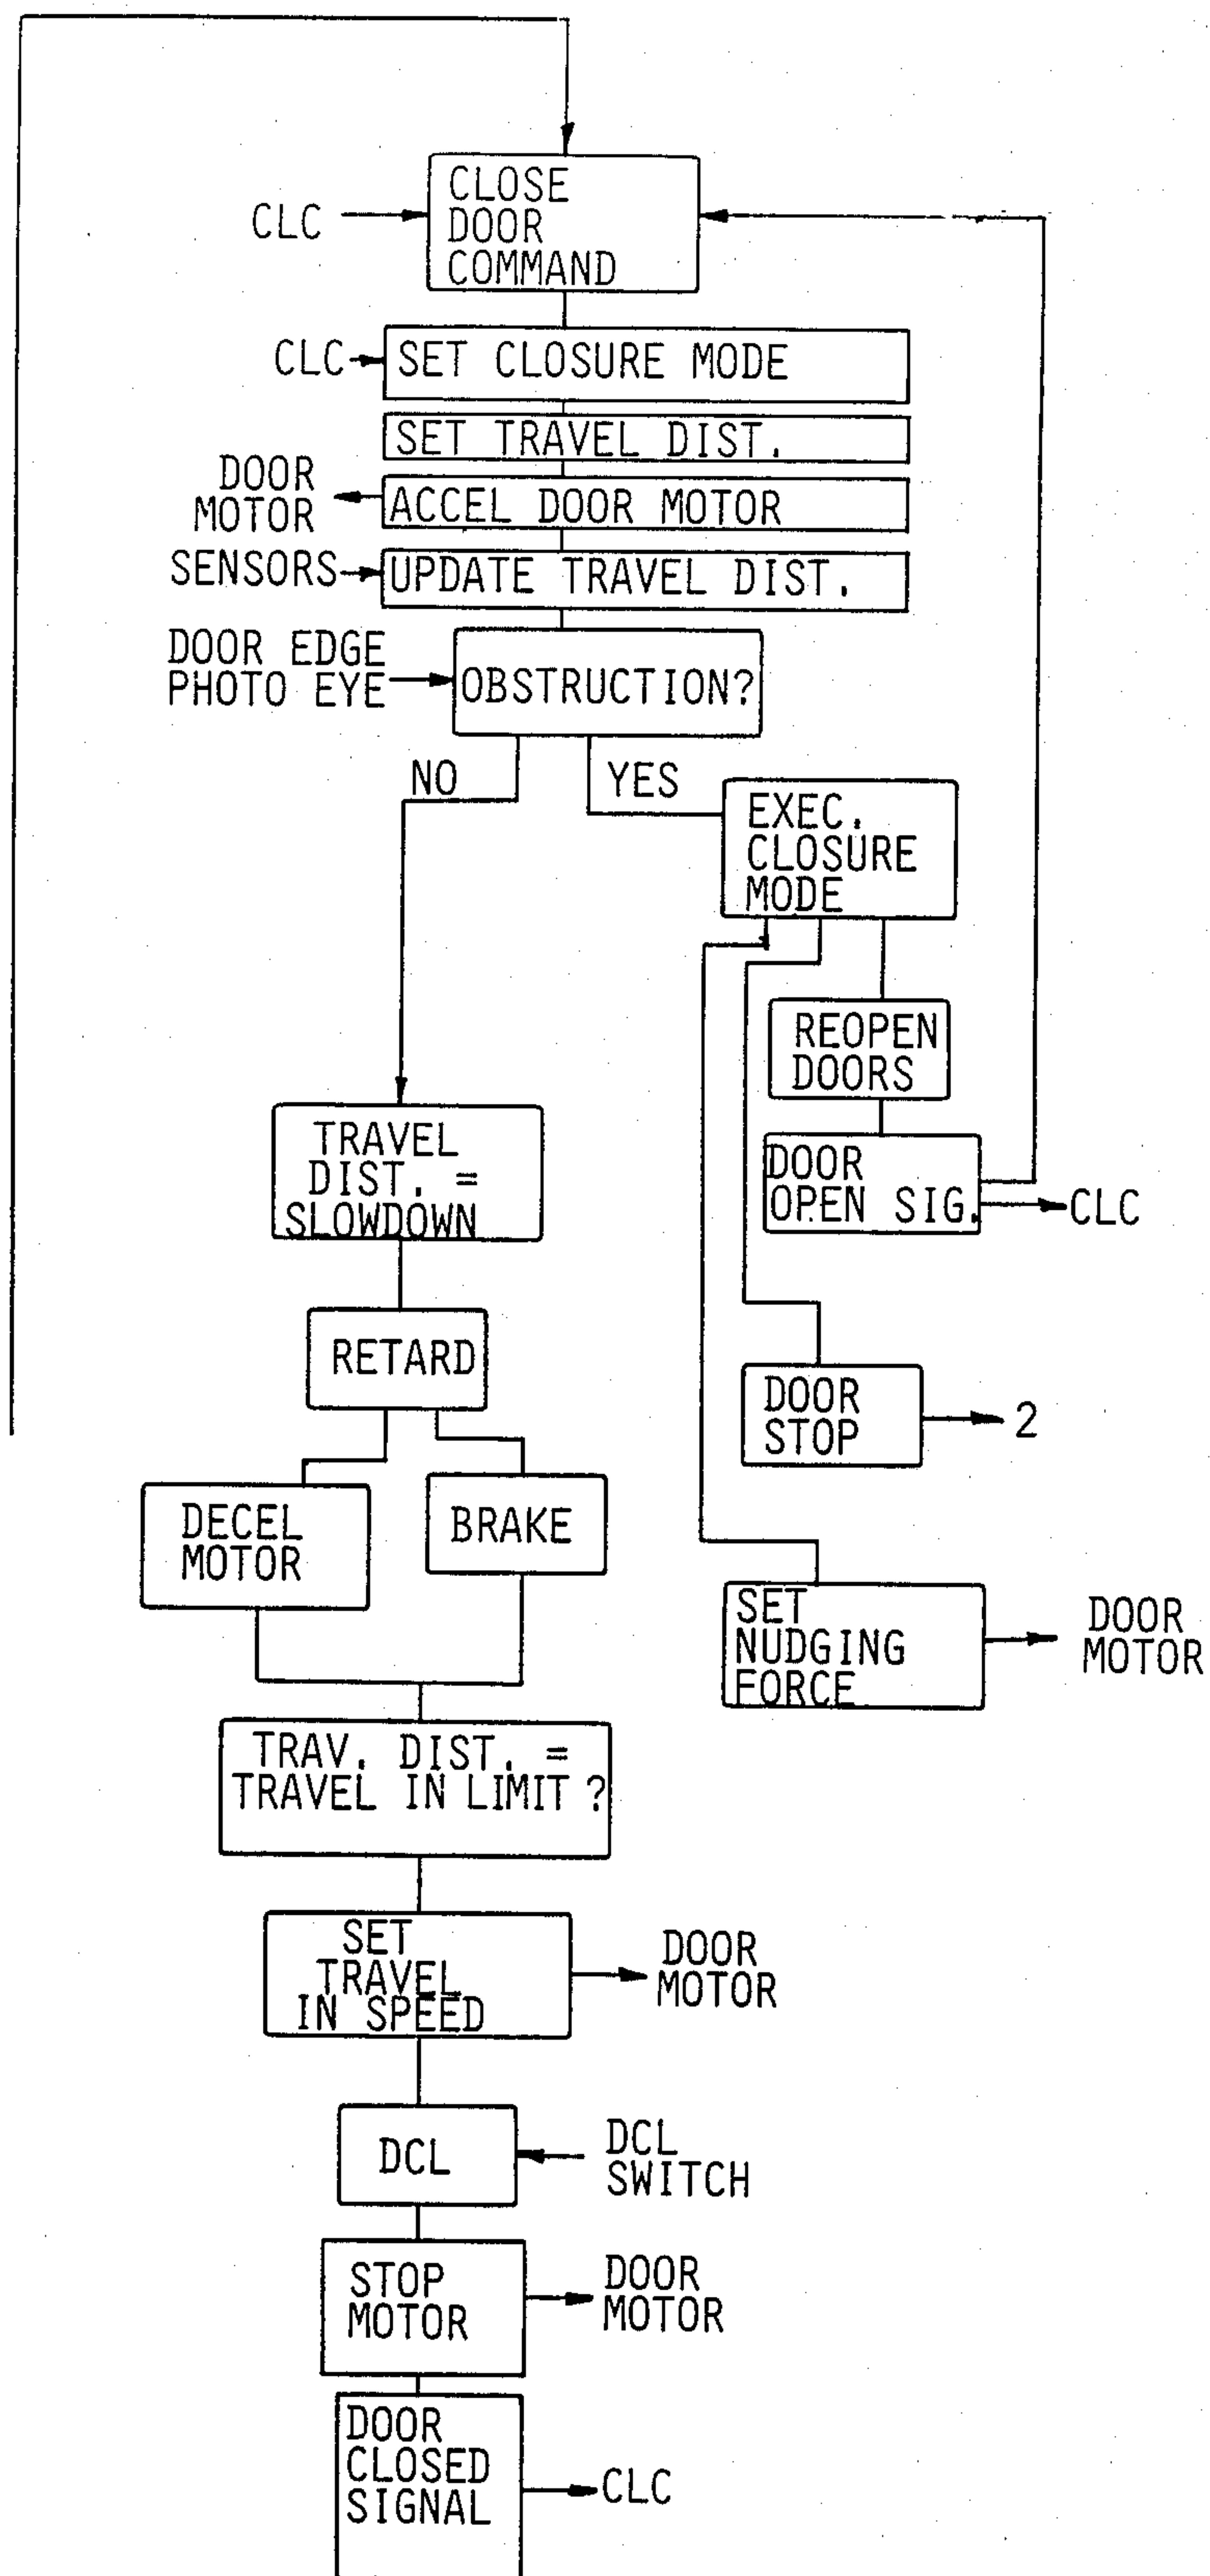 CLOSE
DOOR
COMMAND
CLC
CLC
SET CLOSURE MODE
SET TRAVEL DIST.
DOOR
MOTOR
ACCEL DOOR MOTOR
SENSORS
UPDATE TRAVEL DIST.
DOOR EDGE
PHOTO EYE
OBSTRUCTION?
NO
YES
EXEC.
CLOSURE
MODE
REOPEN
DOORS
DOOR
OPEN SIG.
CLC
TRAVEL
DIST. =
SLOWDOWN
RETARD
DOOR
STOP
2
DECEL
MOTOR
BRAKE
SET
NUDGING
FORCE
DOOR
MOTOR
TRAV. DIST. =
TRAVEL IN LIMIT ?
SET
TRAVEL
IN SPEED
DOOR
MOTOR
DCL
DCL
SWITCH
STOP
MOTOR
DOOR
MOTOR
DOOR
CLOSED
SIGNAL
CLC